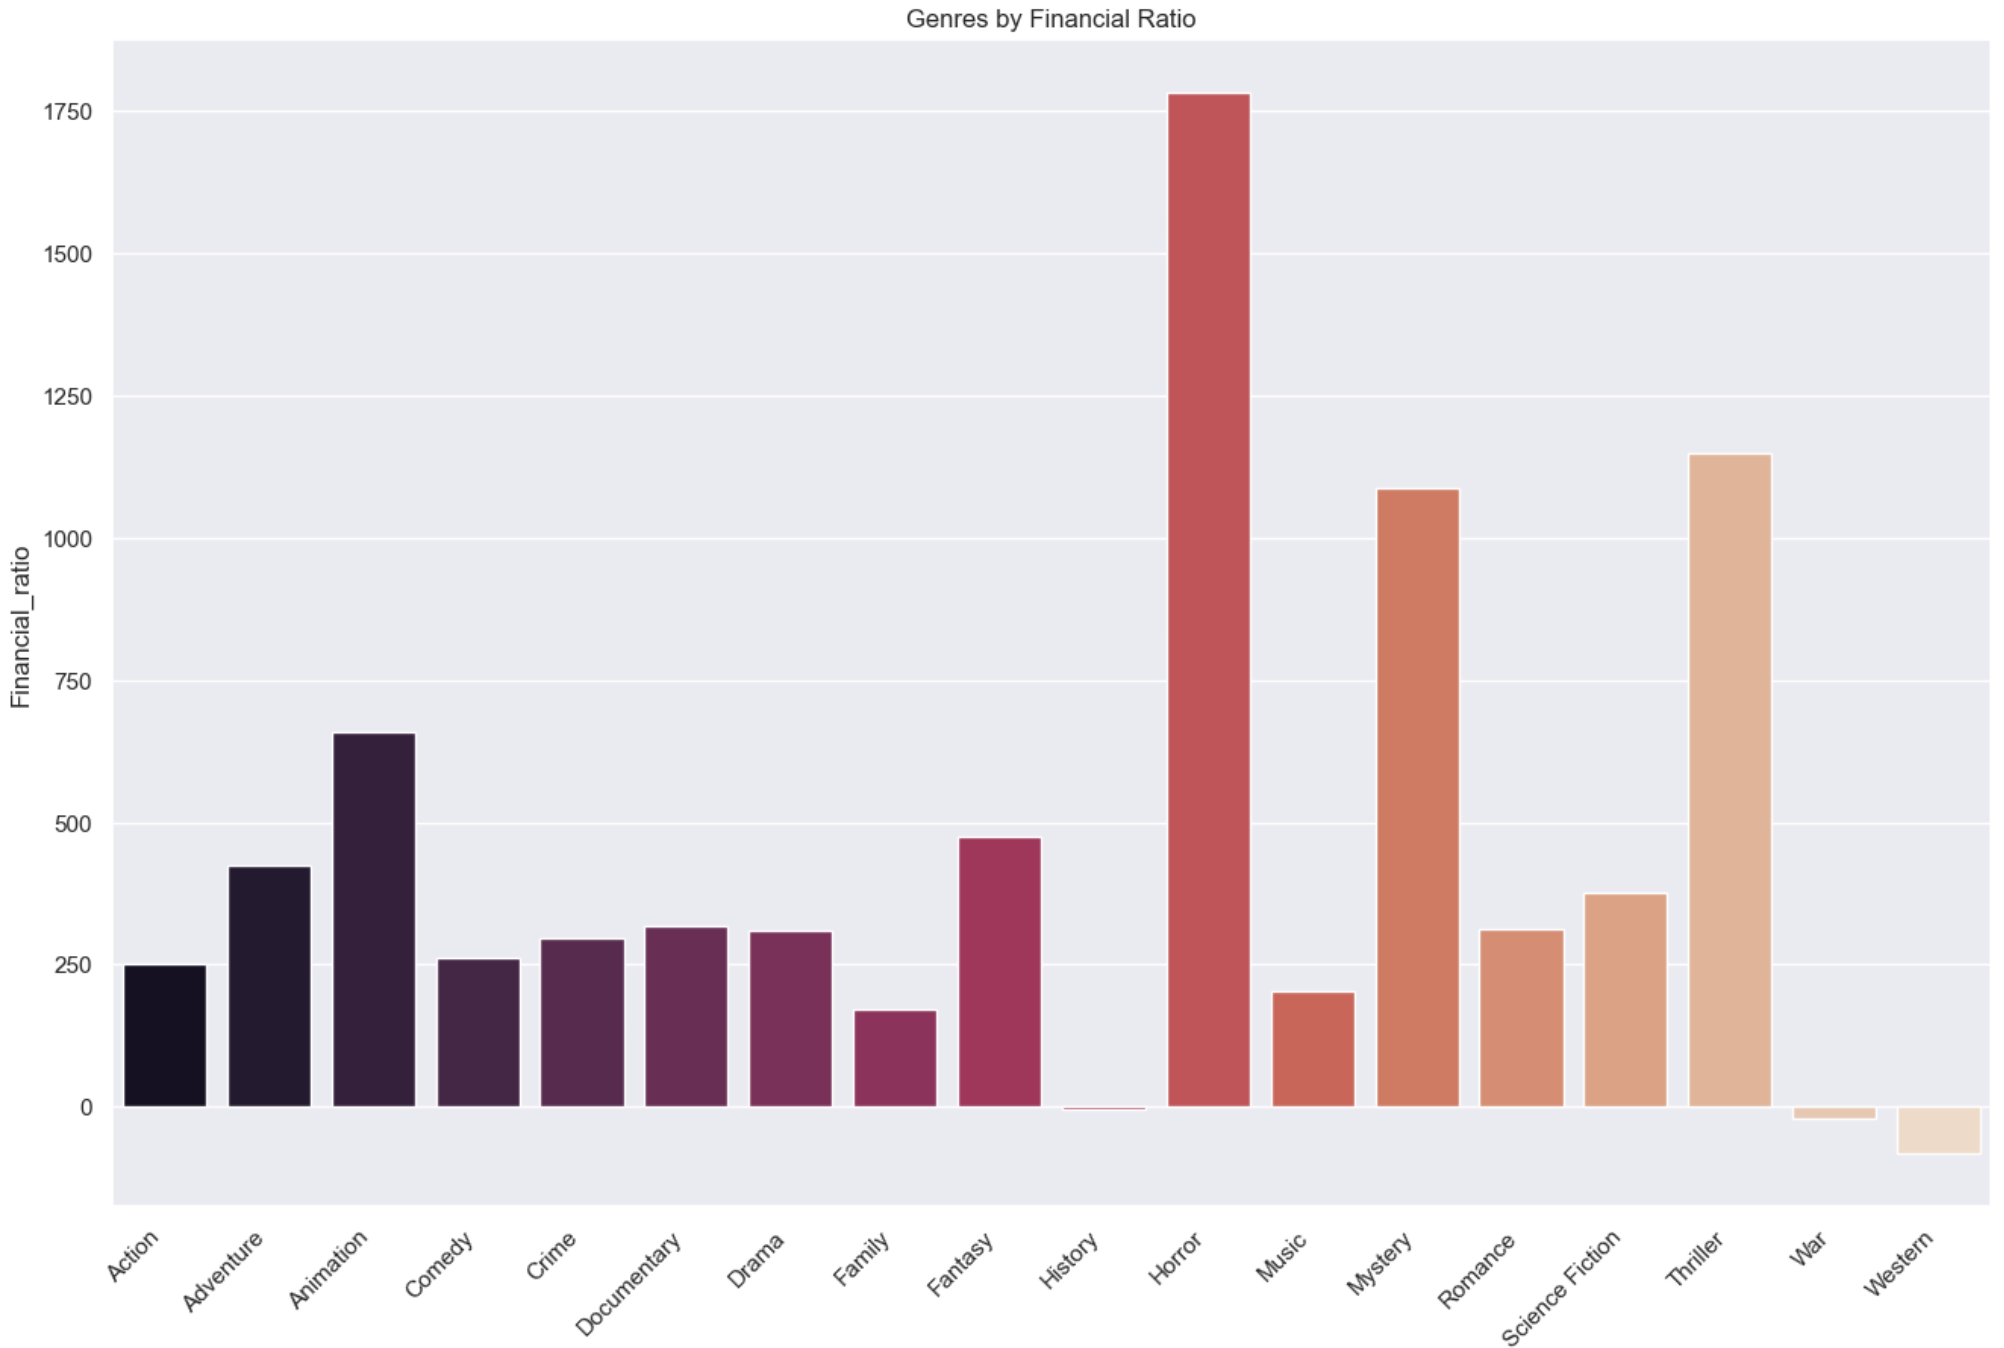 Genres by Financial Ratio
1750
1500
1250
1000
750
500
250
0
Financial_ratio
Action
Adventure
Animation
Comedy
Crime
Documentary
Drama
Family
Fantasy
History
Horror
Music
Mystery
Romance
Science Fiction
Thriller
War
Western